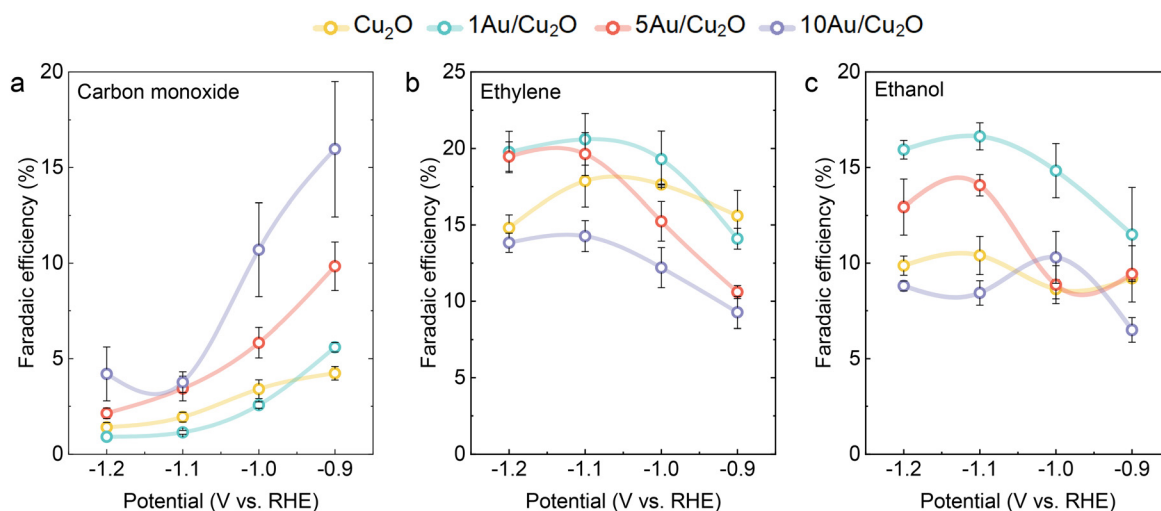 Cu₂O 1Au/Cu₂O 5Au/Cu₂O 10Au/Cu₂O
a
Carbon monoxide
Faradaic efficiency (%)
20
15
10
5
0
-1.2 -1.1 -1.0 -0.9
Potential (V vs. RHE)
b
Ethylene
Faradaic efficiency (%)
25
20
15
10
5
0
-1.2 -1.1 -1.0 -0.9
Potential (V vs. RHE)
c
Ethanol
Faradaic efficiency (%)
20
15
10
5
0
-1.2 -1.1 -1.0 -0.9
Potential (V vs. RHE)